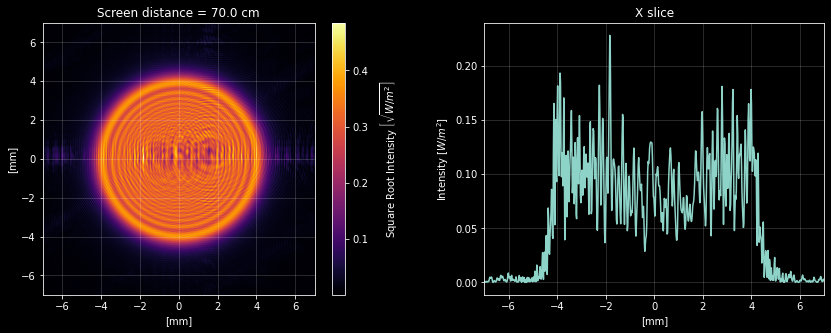 Screen distance = 70.0 cm
6
4
2
0
−2
−4
−6
[mm]
−6 −4 −2 0 2 4 6
[mm]
0.4
0.3
0.2
0.1
Square Root Intensity [√W/m²]
X slice
0.20
0.15
0.10
0.05
0.00
Intensity [W/m²]
−6 −4 −2 0 2 4 6
[mm]